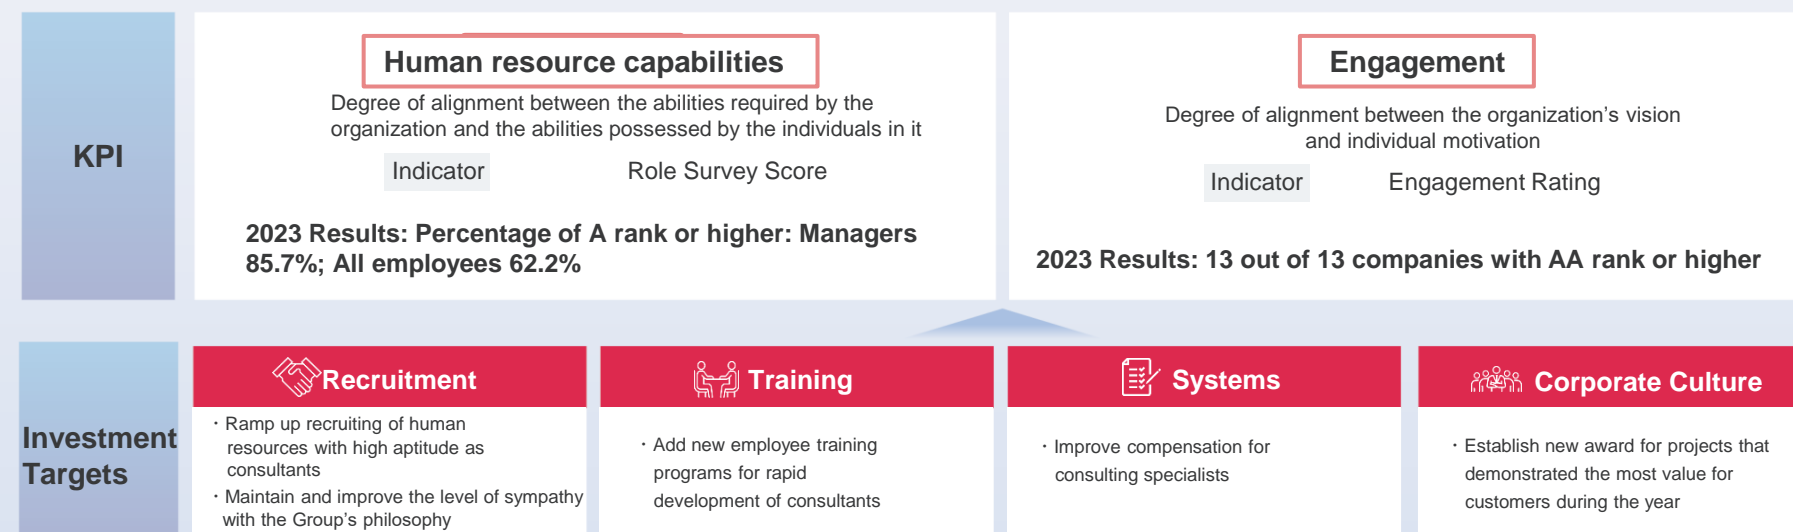 KPI
Human resource capabilities
Degree of alignment between the abilities required by the
organization and the abilities possessed by the individuals in it
Indicator Role Survey Score
2023 Results: Percentage of A rank or higher: Managers
85.7%; All employees 62.2%
Engagement
Degree of alignment between the organization’s vision
and individual motivation
Indicator Engagement Rating
2023 Results: 13 out of 13 companies with AA rank or higher
Investment
Targets
Recruitment
・Ramp up recruiting of human
resources with high aptitude as
consultants
・Maintain and improve the level of sympathy
with the Group’s philosophy
Training
・Add new employee training
programs for rapid
development of consultants
Systems
・Improve compensation for
consulting specialists
Corporate Culture
・Establish new award for projects that
demonstrated the most value for
customers during the year